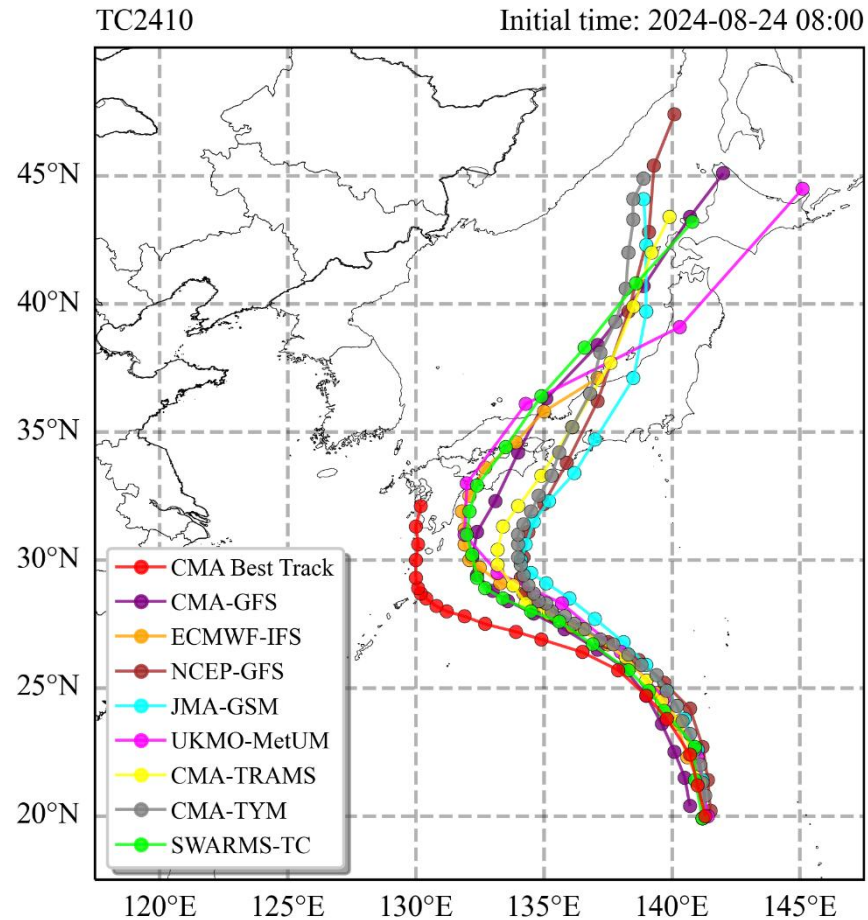 TC2410
Initial time: 2024-08-24 08:00
45°N
40°N
35°N
30°N
25°N
20°N
CMA Best Track
CMA-GFS
ECMWF-IFS
NCEP-GFS
JMA-GSM
UKMO-MetUM
CMA-TRAMS
CMA-TYM
SWARMS-TC
120°E
125°E
130°E
135°E
140°E
145°E